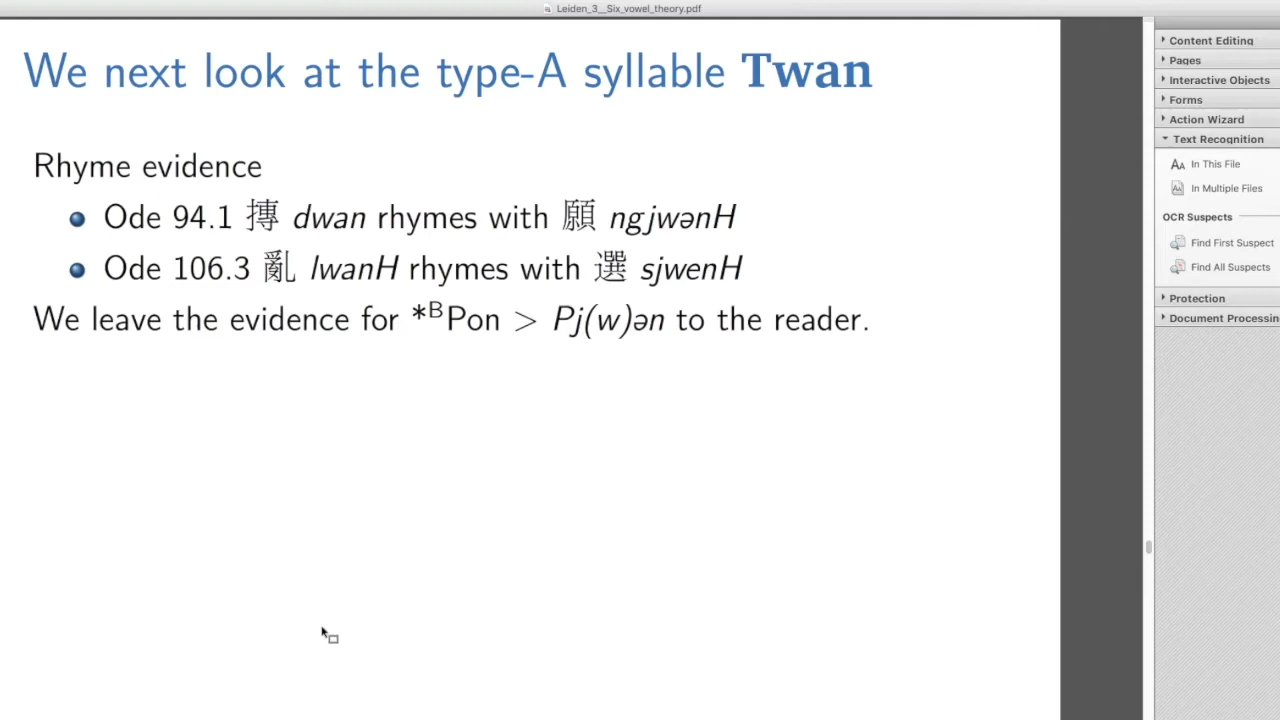 Leiden_3__Six_vowel_theory.pdf
We next look at the type-A syllable Twan
Rhyme evidence
Ode 94.1 摶 dwan rhymes with 願 ngjwənH
Ode 106.3 亂 lwanH rhymes with 選 sjwenH
We leave the evidence for *ᴮPon > Pj(w)ən to the reader.
Content Editing
Pages
Interactive Objects
Forms
Action Wizard
Text Recognition
In This File
In Multiple Files
OCR Suspects
Find First Suspect
Find All Suspects
Protection
Document Processin